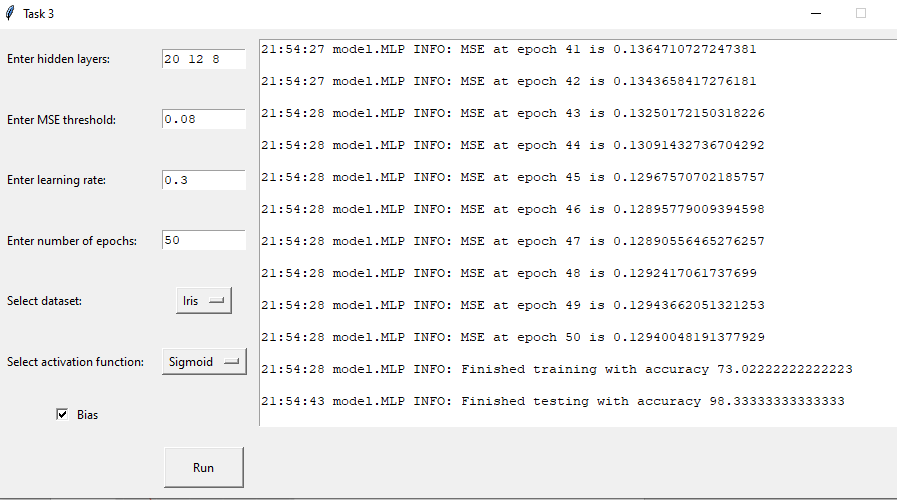 Task 3
Enter hidden layers: 20 12 8
Enter MSE threshold: 0.08
Enter learning rate: 0.3
Enter number of epochs: 50
Select dataset: Iris
Select activation function: Sigmoid
Bias
Run
21:54:27 model.MLP INFO: MSE at epoch 41 is 0.1364710727247381
21:54:27 model.MLP INFO: MSE at epoch 42 is 0.1343658417276181
21:54:28 model.MLP INFO: MSE at epoch 43 is 0.13250172150318226
21:54:28 model.MLP INFO: MSE at epoch 44 is 0.13091432736704292
21:54:28 model.MLP INFO: MSE at epoch 45 is 0.12967570702185757
21:54:28 model.MLP INFO: MSE at epoch 46 is 0.12895779009394598
21:54:28 model.MLP INFO: MSE at epoch 47 is 0.12890556465276257
21:54:28 model.MLP INFO: MSE at epoch 48 is 0.1292417061737699
21:54:28 model.MLP INFO: MSE at epoch 49 is 0.12943662051321253
21:54:28 model.MLP INFO: MSE at epoch 50 is 0.12940048191377929
21:54:28 model.MLP INFO: Finished training with accuracy 73.02222222222223
21:54:43 model.MLP INFO: Finished testing with accuracy 98.33333333333333